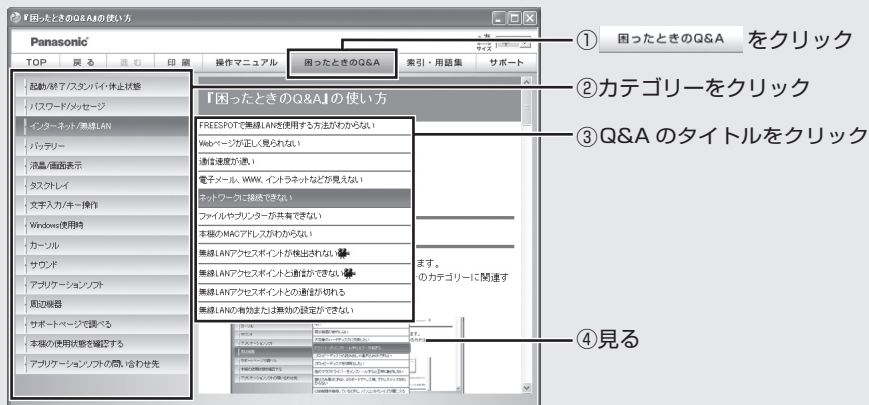 『困ったときのQ&A』の使い方
Panasonic
サイズ
TOP 戻る 進む 印刷 操作マニュアル 困ったときのQ&A 索引・用語集 サポート
起動/終了/スタンバイ・休止状態
パスワード/メッセージ
インターネット/無線LAN
バッテリー
液晶/画面表示
タスクトレイ
文字入力/キー操作
Windows使用時
カーソル
サウンド
アプリケーションソフト
周辺機器
サポートページで調べる
本機の使用状態を確認する
アプリケーションソフトの問い合わせ先
『困ったときのQ&A』の使い方
FREESPOTで無線LANを使用する方法がわからない
Webページが正しく見られない
通信速度が遅い
電子メール、WWW、イントラネットなどが見えない
ネットワークに接続できない
ファイルやプリンターが共有できない
本機のMACアドレスがわからない
無線LANアクセスポイントが検出されない
無線LANアクセスポイントと通信ができない
無線LANアクセスポイントとの通信が切れる
無線LANの有効または無効の設定ができない
ます。
のカテゴリーに関連す
① 困ったときのQ&A をクリック
②カテゴリーをクリック
③Q&A のタイトルをクリック
④見る